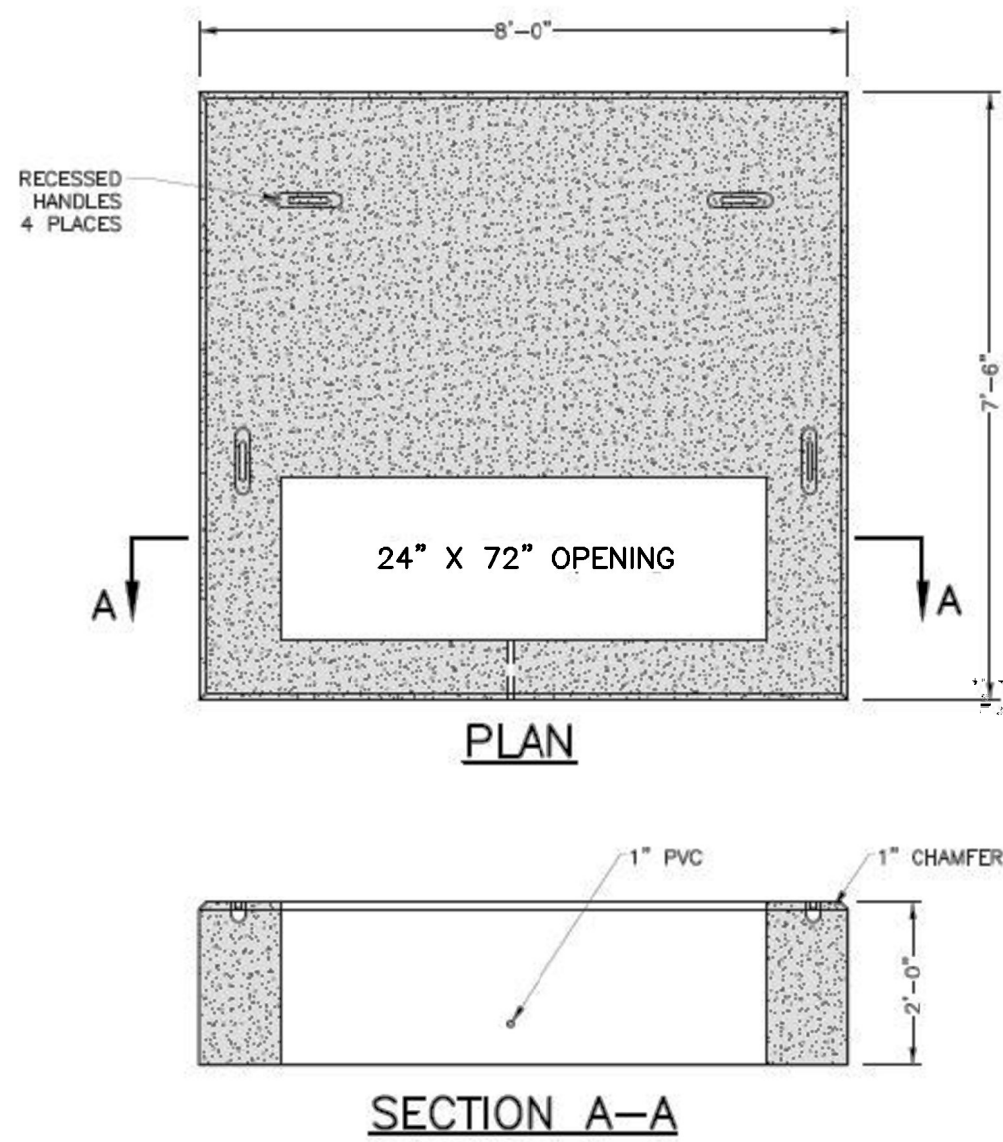 8'-0"
RECESSED
HANDLES
4 PLACES
7'-6"
24" X 72" OPENING
A
A
PLAN
1" PVC
1" CHAMFER
2'-0"
SECTION A-A